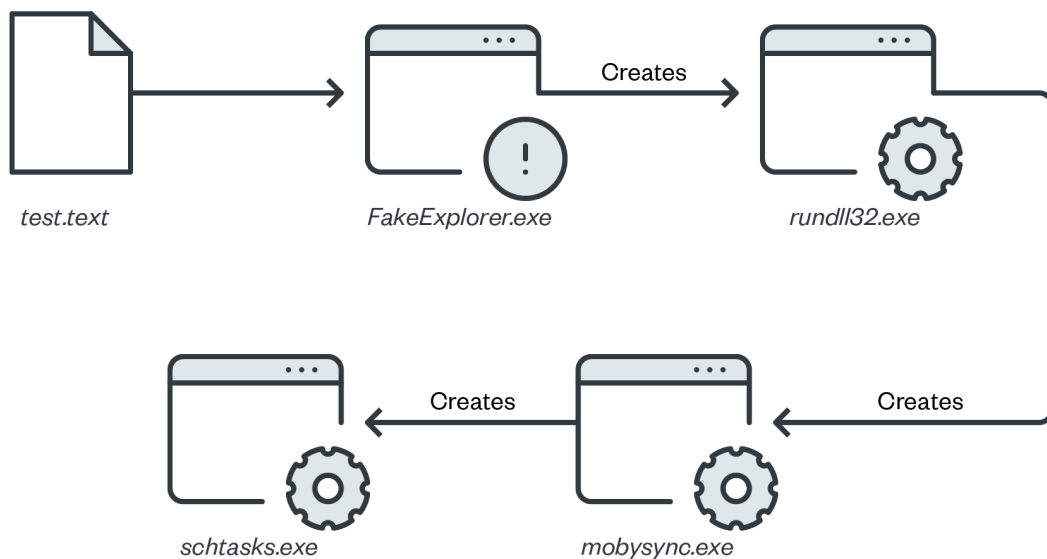 Creates
test.text
FakeExplorer.exe
rundll32.exe
Creates
Creates
schtasks.exe
mobysync.exe